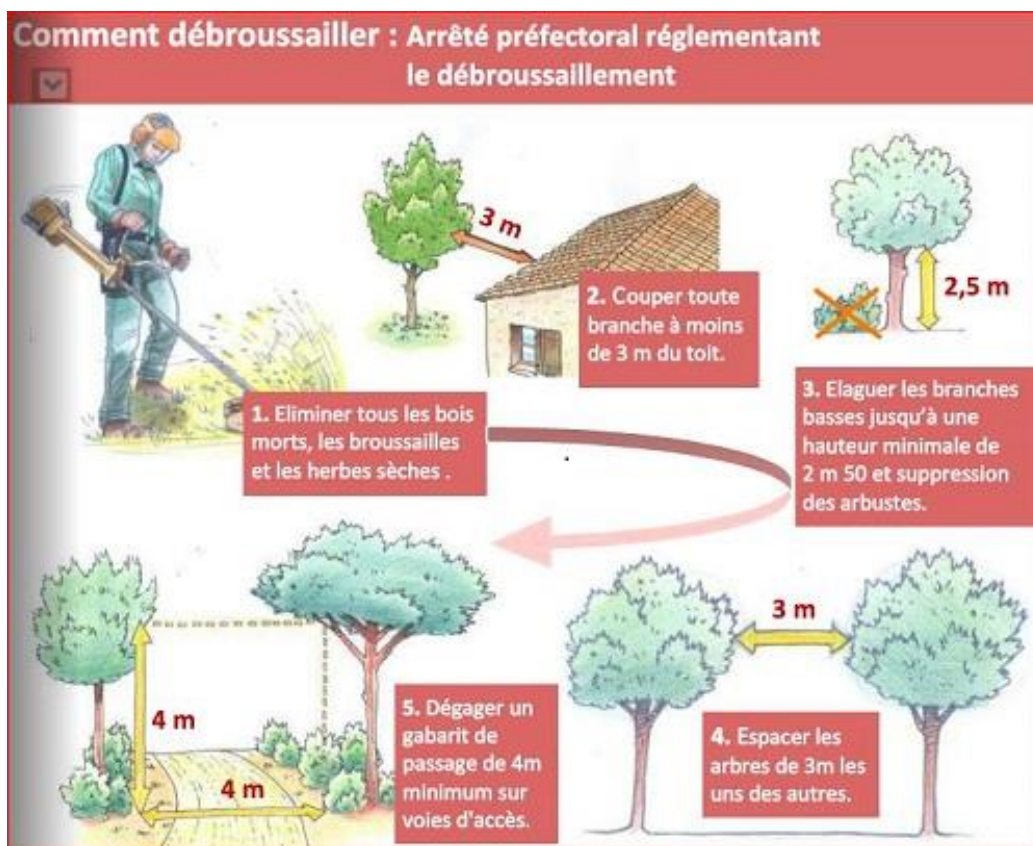 Comment débroussailler : Arrêté préfectoral réglementant
le débroussaillement
3 m
2. Couper toute
branche à moins
de 3 m du toit.
2,5 m
1. Eliminer tous les bois
morts, les broussailles
et les herbes sèches .
3. Elaguer les branches
basses jusqu'à une
hauteur minimale de
2 m 50 et suppression
des arbustes.
4 m
4 m
5. Dégager un
gabarit de
passage de 4m
minimum sur
voies d'accès.
3 m
4. Espacer les
arbres de 3m les
uns des autres.